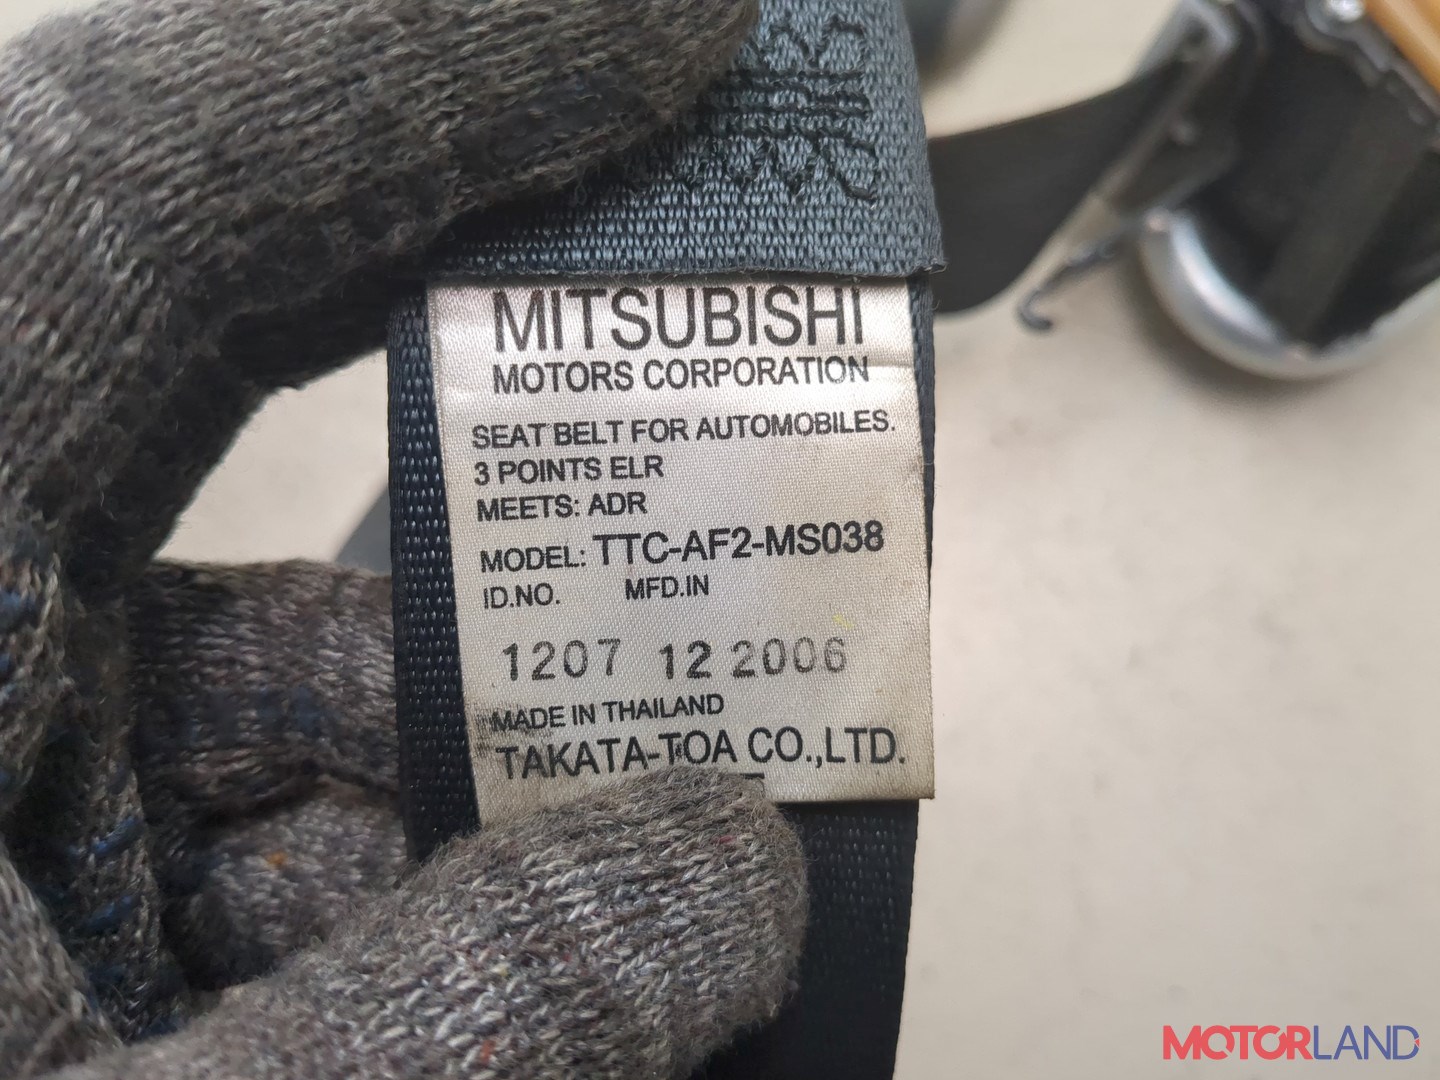 MITSUBISHI
MOTORS CORPORATION
SEAT BELT FOR AUTOMOBILES.
3 POINTS ELR
MEETS: ADR
MODEL: TTC-AF2-MS038
ID.NO. MFD.IN
1207 12 2006
MADE IN THAILAND
TAKATA-TOA CO.,LTD.
MOTORLAND